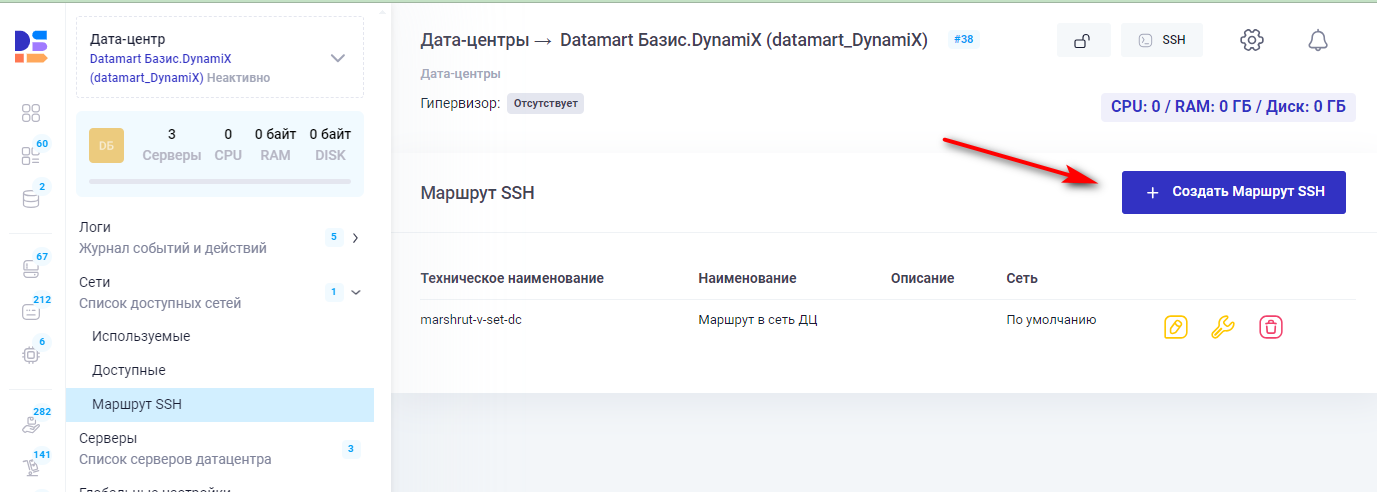 Дата-центр
Datamart Базис.DynamiX
(datamart_DynamiX) Неактивно
DБ
3 0 0 байт 0 байт
Серверы CPU RAM DISK
60
2
67
212
6
282
141
Логи
Журнал событий и действий
5
Сети
Список доступных сетей
1
Используемые
Доступные
Маршрут SSH
Серверы
Список серверов датацентра
3
Дата-центры → Datamart Базис.DynamiX (datamart_DynamiX) #38
SSH
Дата-центры
Гипервизор: Отсутствует
CPU: 0 / RAM: 0 ГБ / Диск: 0 ГБ
Маршрут SSH
+ Создать Маршрут SSH
Техническое наименование Наименование Описание Сеть
marshrut-v-set-dc Маршрут в сеть ДЦ По умолчанию